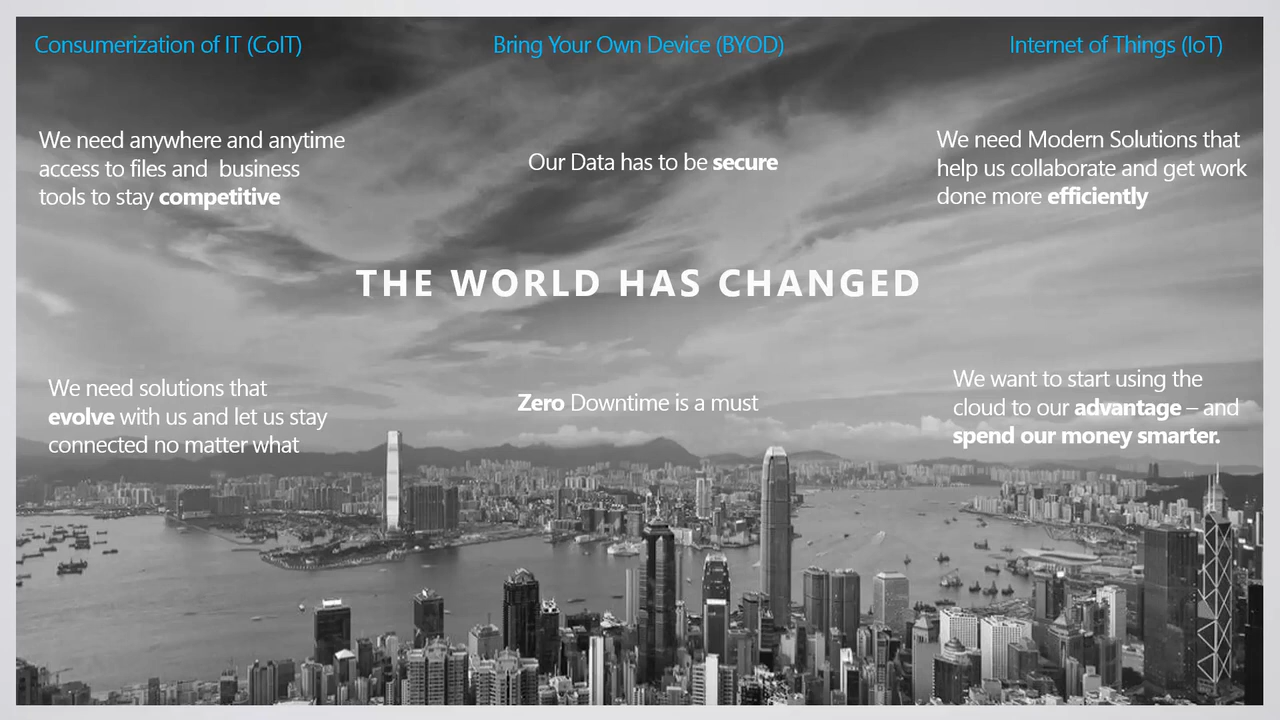 Consumerization of IT (CoIT)
Bring Your Own Device (BYOD)
Internet of Things (IoT)
We need anywhere and anytime
access to files and  business
tools to stay competitive
Our Data has to be secure
We need Modern Solutions that
help us collaborate and get work
done more efficiently
THE WORLD HAS CHANGED
We need solutions that
evolve with us and let us stay
connected no matter what
Zero Downtime is a must
We want to start using the
cloud to our advantage – and
spend our money smarter.